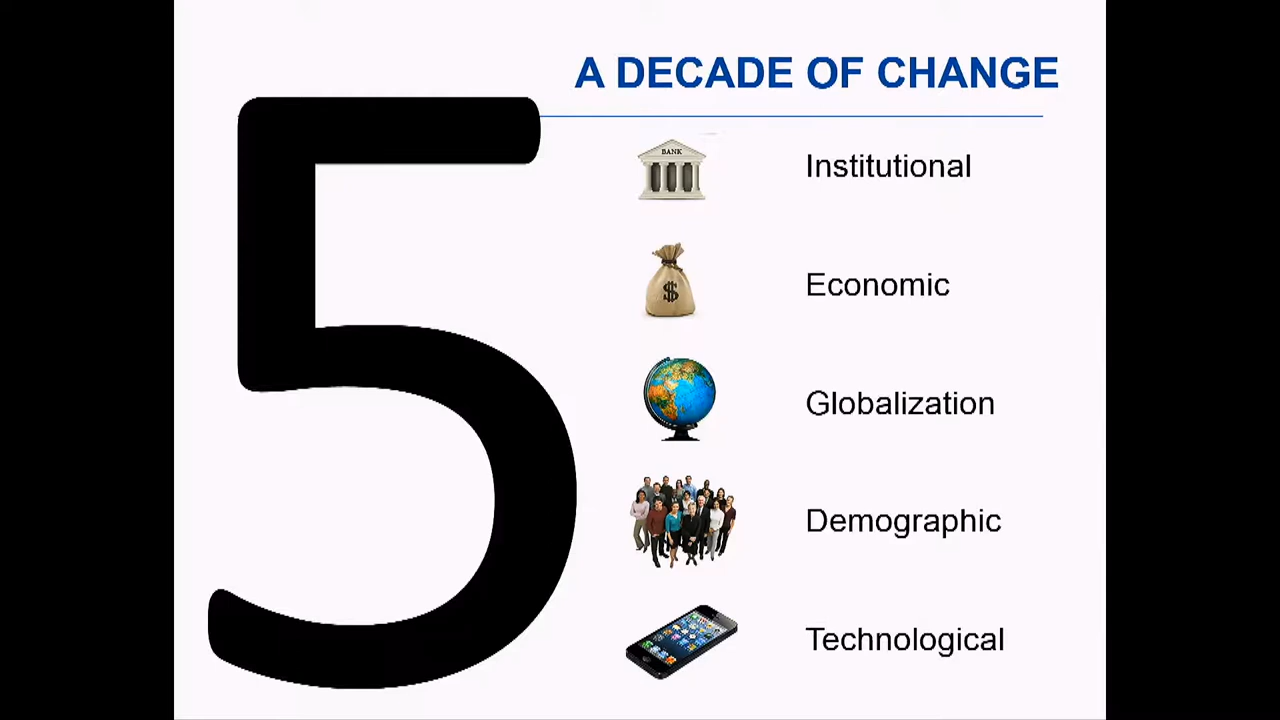 A DECADE OF CHANGE
5
BANK
Institutional
$
Economic
Globalization
Demographic
Technological